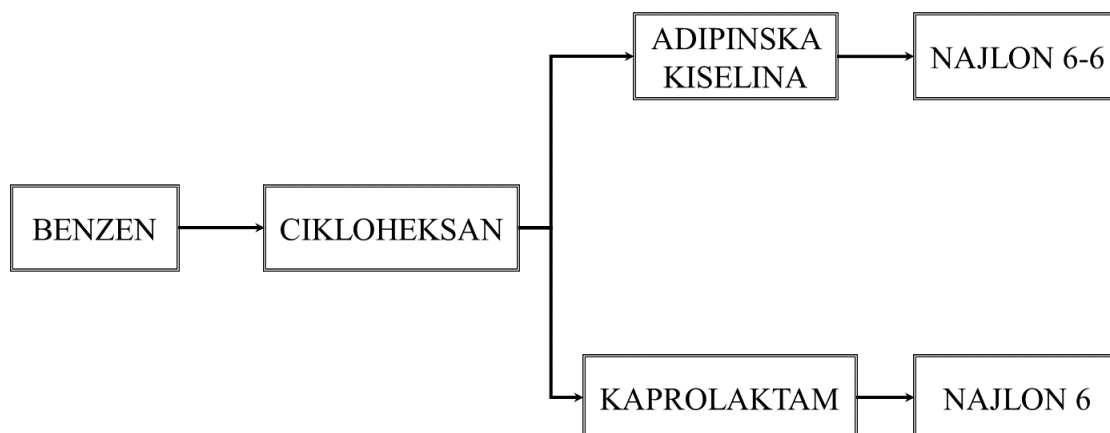 ADIPINSKA
KISELINA
NAJLON 6-6
BENZEN
CIKLOHEKSAN
KAPROLAKTAM
NAJLON 6